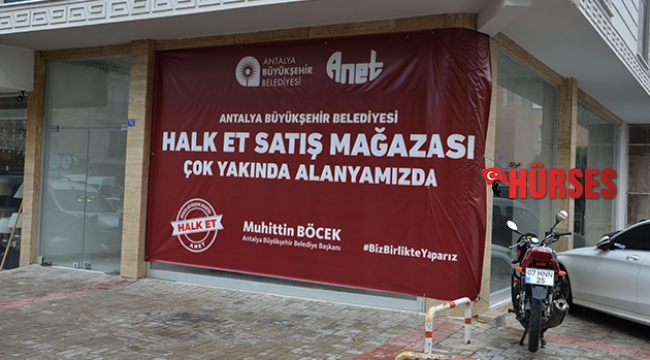 ANTALYA
BÜYÜKŞEHİR
BELEDİYESİ
Anet
ANTALYA BÜYÜKŞEHİR BELEDİYESİ
HALK ET SATIŞ MAĞAZASI
ÇOK YAKINDA ALANYAMIZDA
HALK ET
ANET
Muhittin BÖCEK
Antalya Büyükşehir Belediye Başkanı
#BizBirlikteYaparız
HÜRSES
07 HNN
25